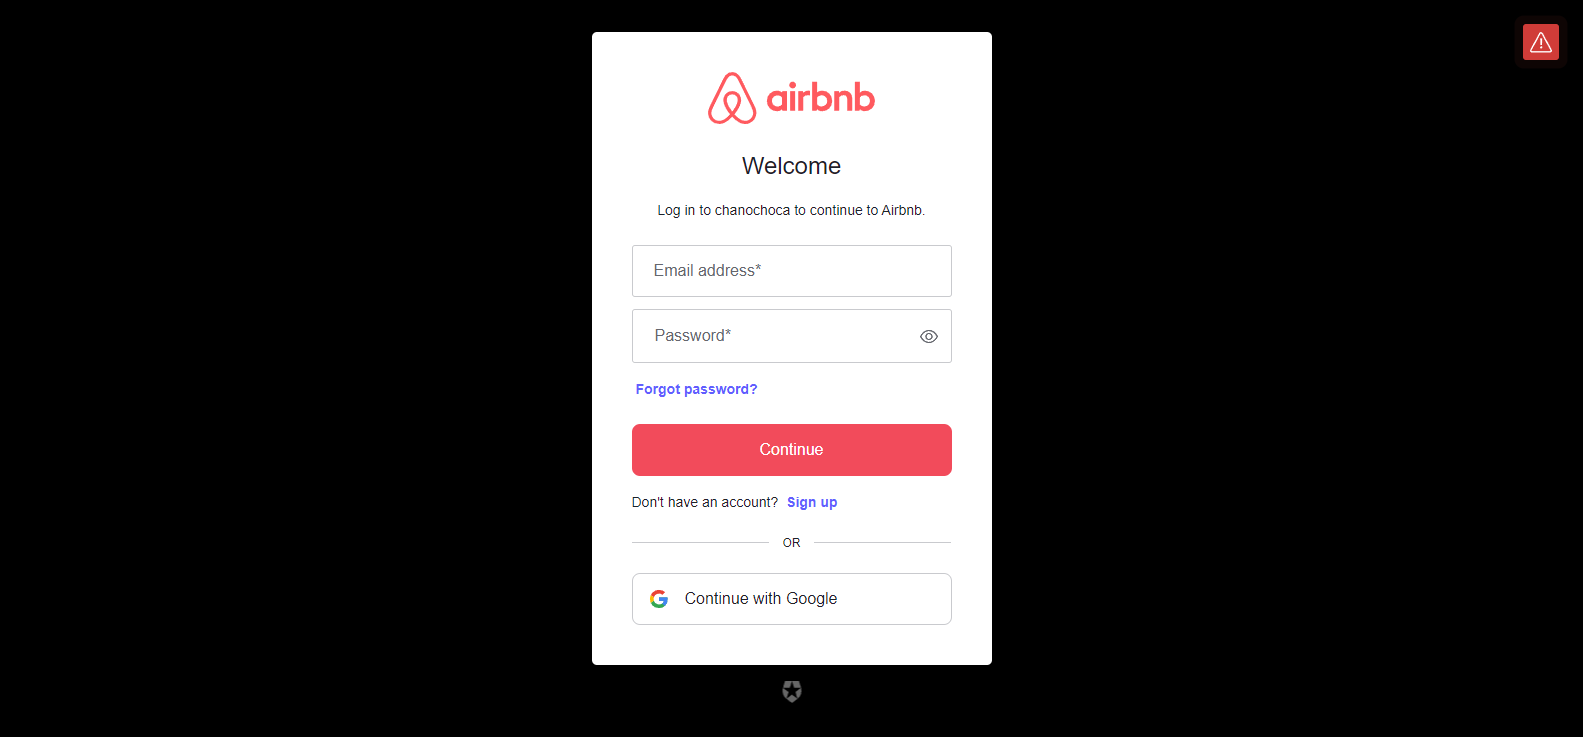 airbnb
Welcome
Log in to chanochoca to continue to Airbnb.
Email address*
Password*
Forgot password?
Continue
Don't have an account? Sign up
OR
Continue with Google